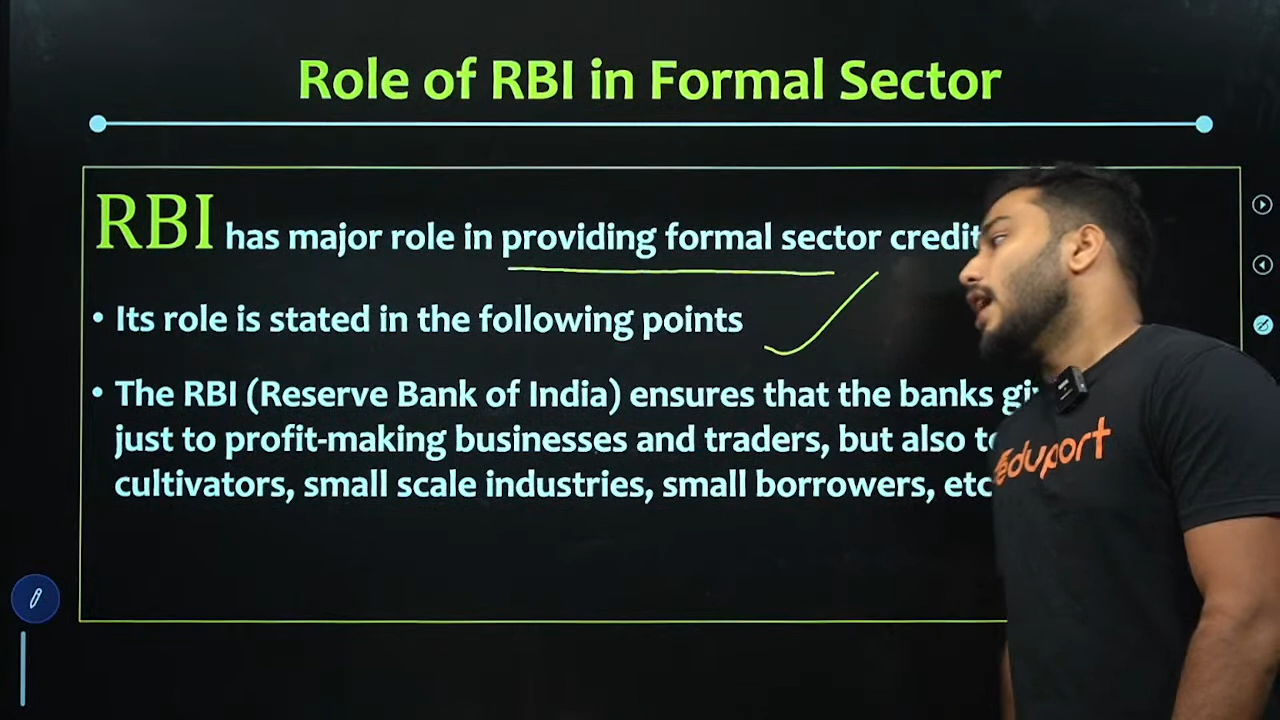 Role of RBI in Formal Sector
RBI has major role in providing formal sector credit
• Its role is stated in the following points
• The RBI (Reserve Bank of India) ensures that the banks
just to profit-making businesses and traders, but also
cultivators, small scale industries, small borrowers, etc
eduport